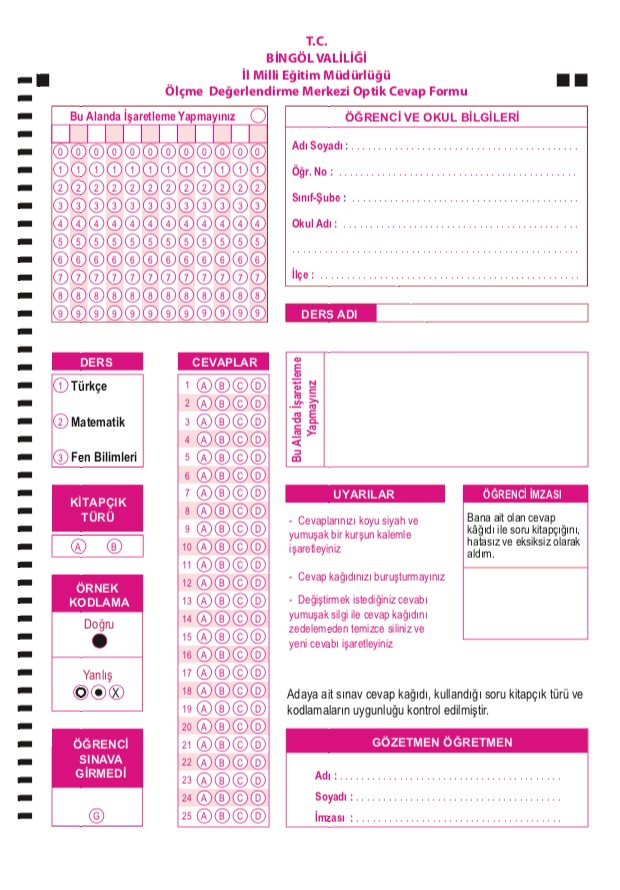 T.C.
BİNGÖL VALİLİĞİ
İl Milli Eğitim Müdürlüğü
Ölçme Değerlendirme Merkezi Optik Cevap Formu
Bu Alanda İşaretleme Yapmayınız
0 0 0 0 0 0 0 0 0 0 0 0
1 1 1 1 1 1 1 1 1 1 1 1
2 2 2 2 2 2 2 2 2 2 2 2
3 3 3 3 3 3 3 3 3 3 3 3
4 4 4 4 4 4 4 4 4 4 4 4
5 5 5 5 5 5 5 5 5 5 5 5
6 6 6 6 6 6 6 6 6 6 6 6
7 7 7 7 7 7 7 7 7 7 7 7
8 8 8 8 8 8 8 8 8 8 8 8
9 9 9 9 9 9 9 9 9 9 9 9
ÖĞRENCİ VE OKUL BİLGİLERİ
Adı Soyadı :
Öğr. No :
Sınıf-Şube :
Okul Adı :
İlçe :
DERS ADI
DERS
1 Türkçe
2 Matematik
3 Fen Bilimleri
KİTAPÇIK
TÜRÜ
A B
ÖRNEK
KODLAMA
Doğru
Yanlış
X
ÖĞRENCİ
SINAVA
GİRMEDİ
G
CEVAPLAR
1 A B C D
2 A B C D
3 A B C D
4 A B C D
5 A B C D
6 A B C D
7 A B C D
8 A B C D
9 A B C D
10 A B C D
11 A B C D
12 A B C D
13 A B C D
14 A B C D
15 A B C D
16 A B C D
17 A B C D
18 A B C D
19 A B C D
20 A B C D
21 A B C D
22 A B C D
23 A B C D
24 A B C D
25 A B C D
Bu Alanda İşaretleme
Yapmayınız
UYARILAR
- Cevaplarınızı koyu siyah ve
yumuşak bir kurşun kalemle
işaretleyiniz
- Cevap kağıdınızı buruşturmayınız
- Değiştirmek istediğiniz cevabı
yumuşak silgi ile cevap kağıdını
zedelemeden temizce siliniz ve
yeni cevabı işaretleyiniz
ÖĞRENCİ İMZASI
Bana ait olan cevap
kâğıdı ile soru kitapçığını,
hatasız ve eksiksiz olarak
aldım.
Adaya ait sınav cevap kağıdı, kullandığı soru kitapçık türü ve
kodlamaların uygunluğu kontrol edilmiştir.
GÖZETMEN ÖĞRETMEN
Adı :
Soyadı :
İmzası :